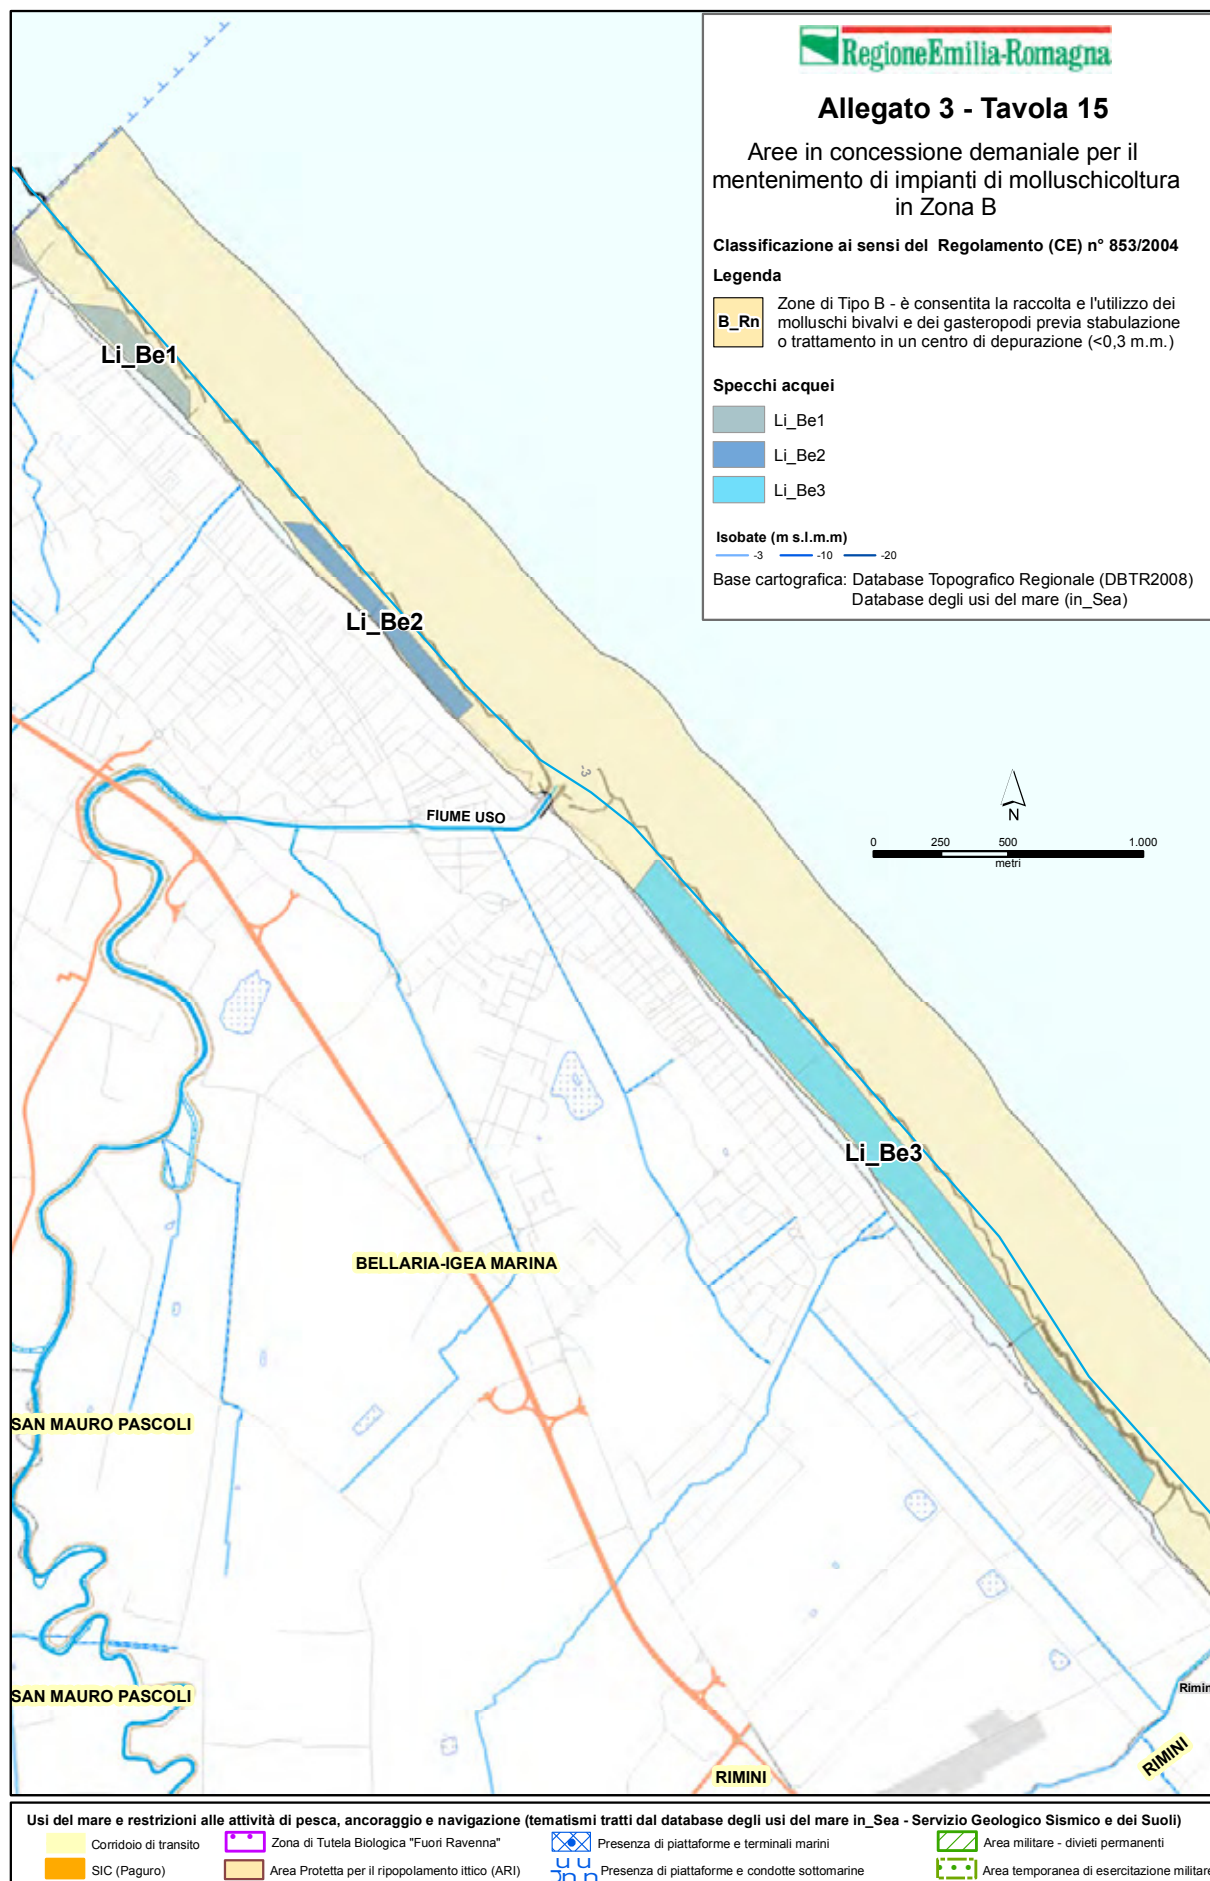 RegioneEmilia-Romagna
Allegato 3 - Tavola 15
Aree in concessione demaniale per il
mentenimento di impianti di molluschicoltura
in Zona B
Classificazione ai sensi del Regolamento (CE) n° 853/2004
Legenda
B_Rn
Zone di Tipo B - è consentita la raccolta e l'utilizzo dei
molluschi bivalvi e dei gasteropodi previa stabulazione
o trattamento in un centro di depurazione (<0,3 m.m.)
Specchi acquei
Li_Be1
Li_Be2
Li_Be3
Isobate (m s.l.m.m)
-3 -10 -20
Base cartografica: Database Topografico Regionale (DBTR2008)
Database degli usi del mare (in_Sea)
Li_Be1
Li_Be2
-3
FIUME USO
N
0 250 500 1.000
metri
Li_Be3
BELLARIA-IGEA MARINA
SAN MAURO PASCOLI
SAN MAURO PASCOLI
Rimin
RIMINI
RIMINI
Usi del mare e restrizioni alle attività di pesca, ancoraggio e navigazione (tematismi tratti dal database degli usi del mare in_Sea - Servizio Geologico Sismico e dei Suoli)
Corridoio di transito
Zona di Tutela Biologica "Fuori Ravenna"
Presenza di piattaforme e terminali marini
Area militare - divieti permanenti
SIC (Paguro)
Area Protetta per il ripopolamento ittico (ARI)
Presenza di piattaforme e condotte sottomarine
Area temporanea di esercitazione militare